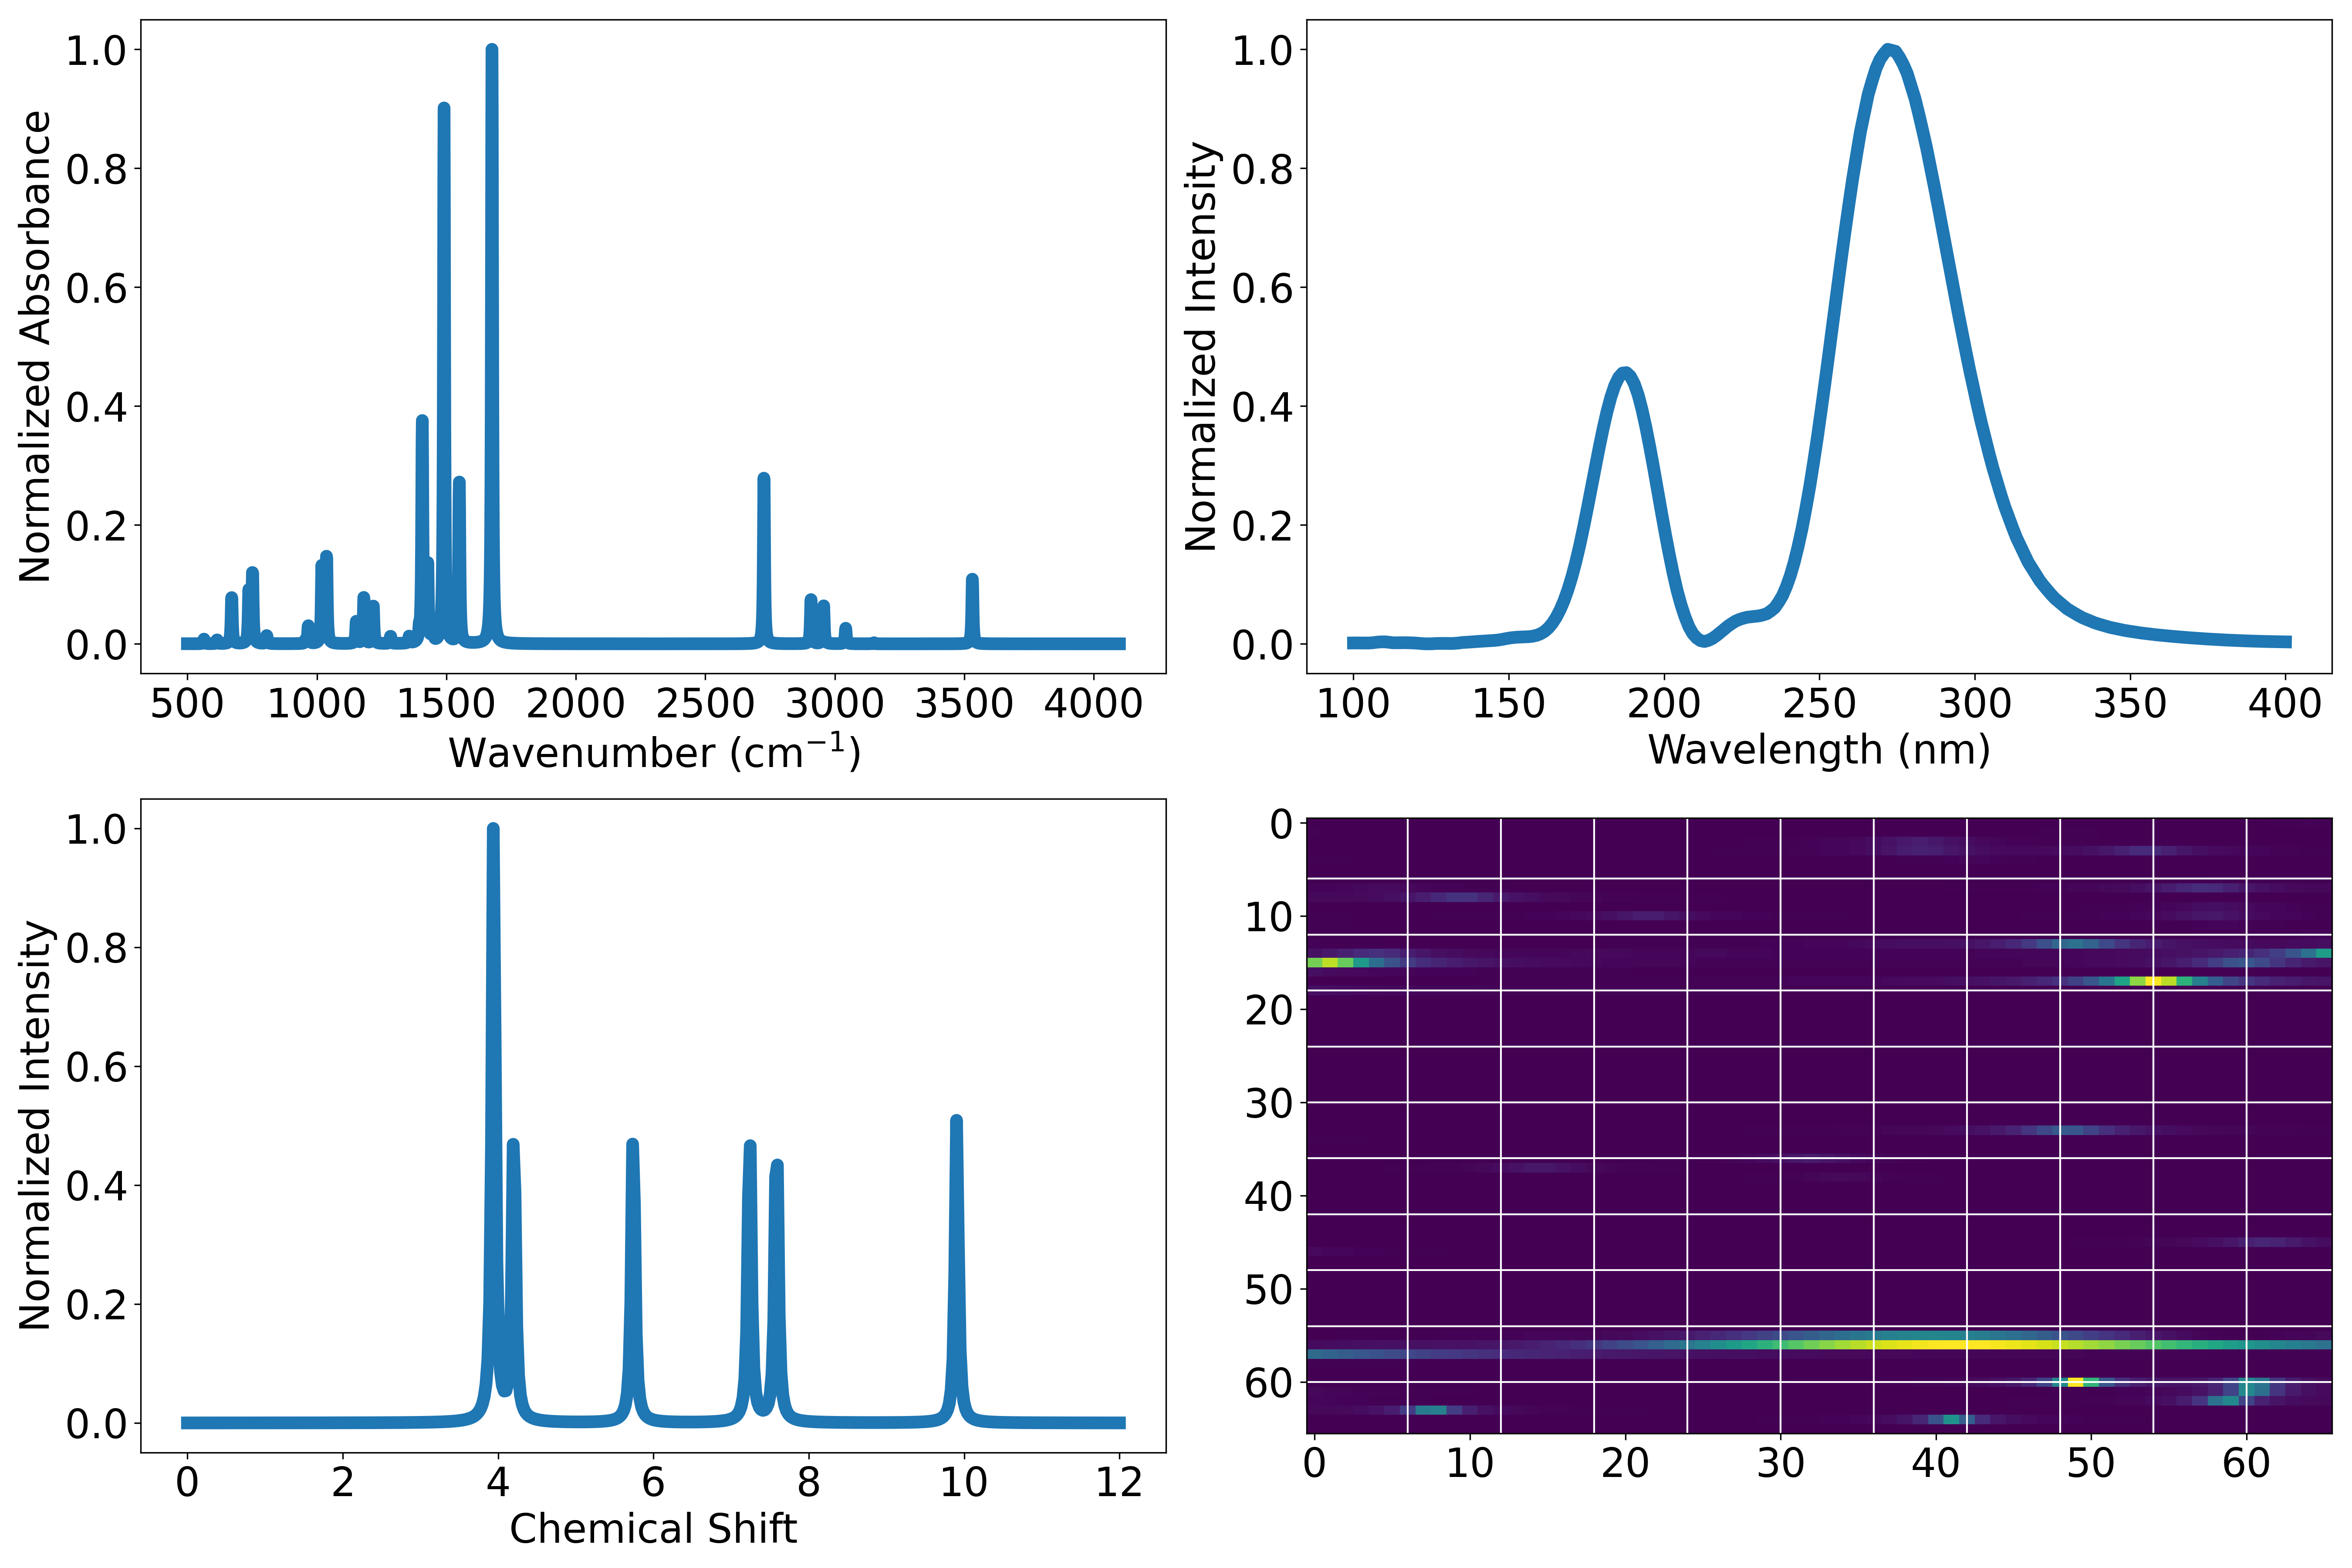 1.0
0.8
0.6
0.4
0.2
0.0
Normalized Absorbance
500 1000 1500 2000 2500 3000 3500 4000
Wavenumber (cm⁻¹)
1.0
0.8
0.6
0.4
0.2
0.0
Normalized Intensity
100 150 200 250 300 350 400
Wavelength (nm)
1.0
0.8
0.6
0.4
0.2
0.0
Normalized Intensity
0 2 4 6 8 10 12
Chemical Shift
0
10
20
30
40
50
60
0 10 20 30 40 50 60